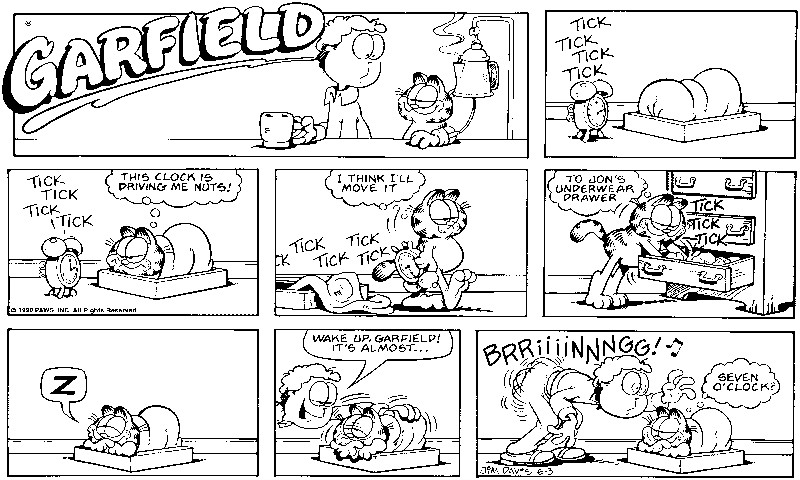 GARFIELD
TICK
TICK
TICK
TICK
TICK
TICK
TICK
TICK
THIS CLOCK IS
DRIVING ME NUTS!
© 1990 PAWS, INC. All Rights Reserved
I THINK I'LL
MOVE IT
TICK
TICK
CK
TICK
TICK
TO JON'S
UNDERWEAR
DRAWER
TICK
TICK
TICK
Z
WAKE UP, GARFIELD!
IT'S ALMOST...
BRRiiiiNNNGG!
SEVEN
O'CLOCK?
JIM DAVIS 6-3